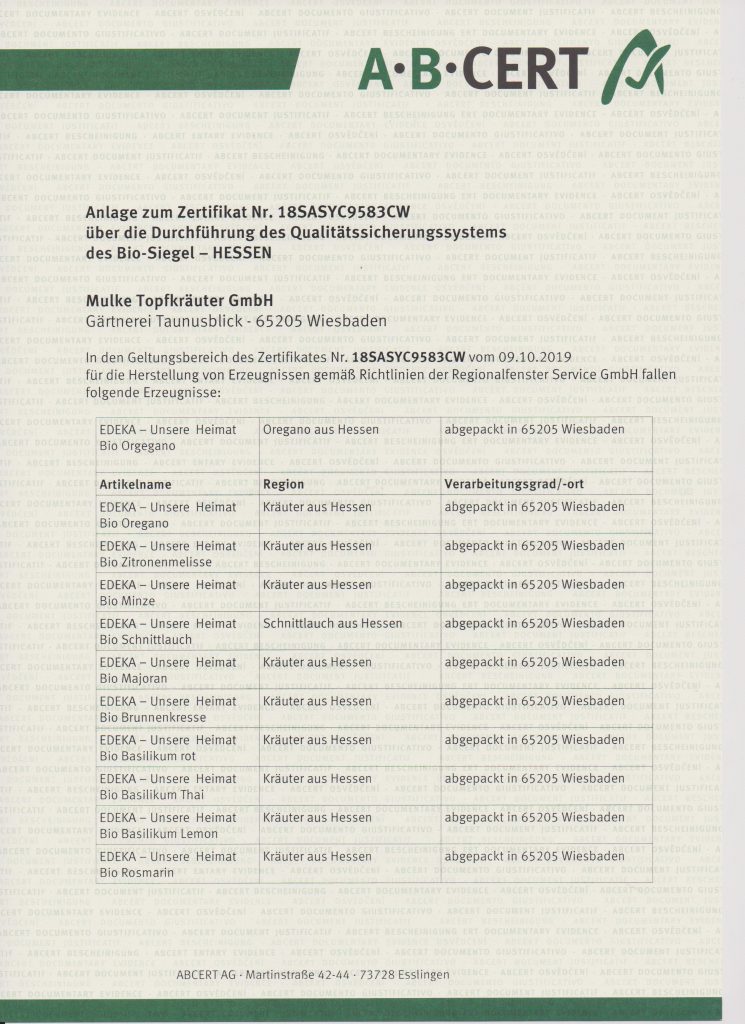 A·B·CERT
Anlage zum Zertifikat Nr. 18SASYC9583CW
über die Durchführung des Qualitätssicherungssystems
des Bio-Siegel – HESSEN
Mulke Topfkräuter GmbH
Gärtnerei Taunusblick - 65205 Wiesbaden
In den Geltungsbereich des Zertifikates Nr. 18SASYC9583CW vom 09.10.2019
für die Herstellung von Erzeugnissen gemäß Richtlinien der Regionalfenster Service GmbH fallen
folgende Erzeugnisse:
EDEKA – Unsere Heimat Oregano aus Hessen abgepackt in 65205 Wiesbaden
Bio Orgegano
Artikelname Region Verarbeitungsgrad/-ort
EDEKA – Unsere Heimat Kräuter aus Hessen abgepackt in 65205 Wiesbaden
Bio Oregano
EDEKA – Unsere Heimat Kräuter aus Hessen abgepackt in 65205 Wiesbaden
Bio Zitronenmelisse
EDEKA – Unsere Heimat Kräuter aus Hessen abgepackt in 65205 Wiesbaden
Bio Minze
EDEKA – Unsere Heimat Schnittlauch aus Hessen abgepackt in 65205 Wiesbaden
Bio Schnittlauch
EDEKA – Unsere Heimat Kräuter aus Hessen abgepackt in 65205 Wiesbaden
Bio Majoran
EDEKA – Unsere Heimat Kräuter aus Hessen abgepackt in 65205 Wiesbaden
Bio Brunnenkresse
EDEKA – Unsere Heimat Kräuter aus Hessen abgepackt in 65205 Wiesbaden
Bio Basilikum rot
EDEKA – Unsere Heimat Kräuter aus Hessen abgepackt in 65205 Wiesbaden
Bio Basilikum Thai
EDEKA – Unsere Heimat Kräuter aus Hessen abgepackt in 65205 Wiesbaden
Bio Basilikum Lemon
EDEKA – Unsere Heimat Kräuter aus Hessen abgepackt in 65205 Wiesbaden
Bio Rosmarin
ABCERT AG · Martinstraße 42-44 · 73728 Esslingen